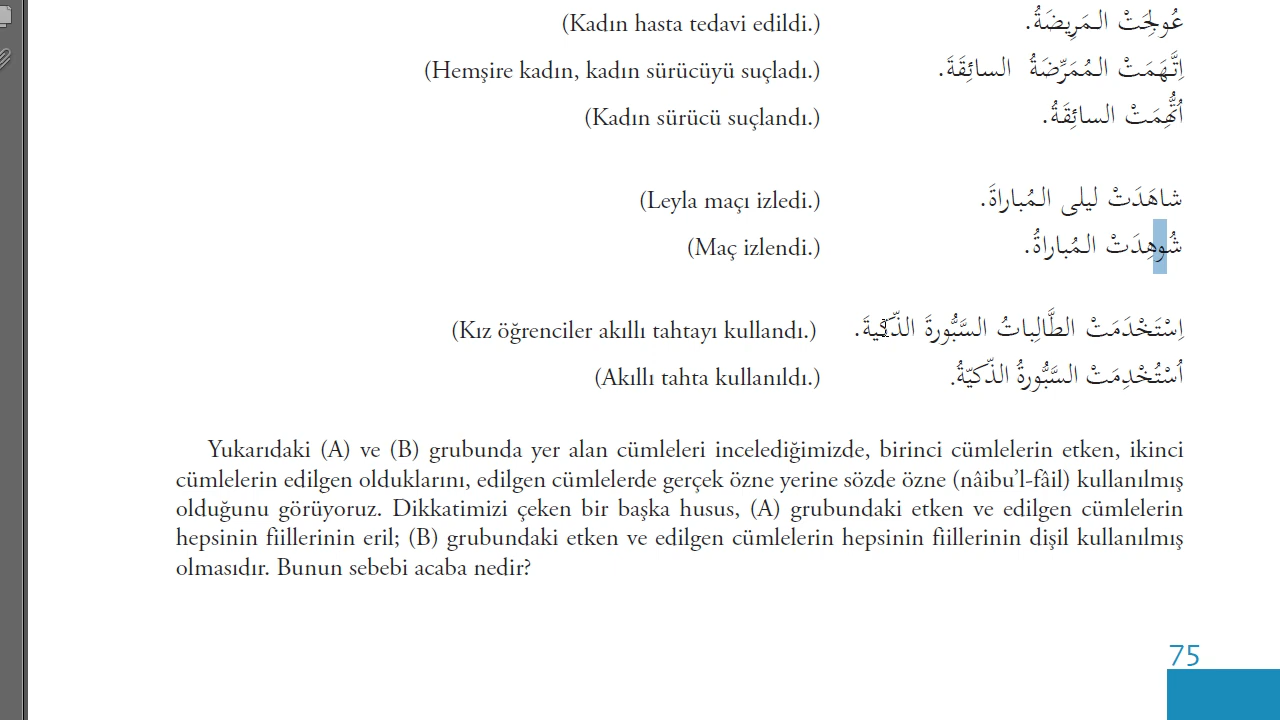 (Kadın hasta tedavi edildi.) عُولِجَتْ المَرِيضَةُ.
(Hemşire kadın, kadın sürücüyü suçladı.) اِتَّهَمَتْ المُمَرِّضَةُ السائِقَةَ.
(Kadın sürücü suçlandı.) اُتُّهِمَتْ السائِقَةُ.
(Leyla maçı izledi.) شاهَدَتْ ليلى المُباراةَ.
(Maç izlendi.) شُوهِدَتْ المُباراةُ.
(Kız öğrenciler akıllı tahtayı kullandı.) اِسْتَخْدَمَتْ الطَّالِباتُ السَّبُّورةَ الذّكيّةَ.
(Akıllı tahta kullanıldı.) اُسْتُخْدِمَتْ السَّبُّورةُ الذّكيّةُ.
Yukarıdaki (A) ve (B) grubunda yer alan cümleleri incelediğimizde, birinci cümlelerin etken, ikinci
cümlelerin edilgen olduklarını, edilgen cümlelerde gerçek özne yerine sözde özne (nâibu’l-fâil) kullanılmış
olduğunu görüyoruz. Dikkatimizi çeken bir başka husus, (A) grubundaki etken ve edilgen cümlelerin
hepsinin fiillerinin eril; (B) grubundaki etken ve edilgen cümlelerin hepsinin fiillerinin dişil kullanılmış
olmasıdır. Bunun sebebi acaba nedir?
75